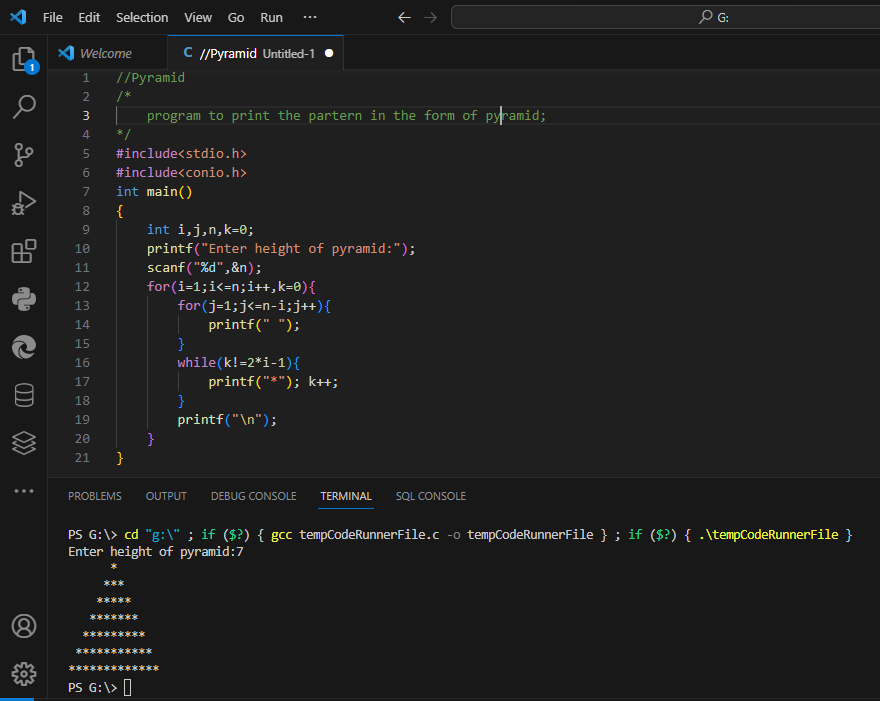 File Edit Selection View Go Run ··· G:
Welcome C //Pyramid Untitled-1
1 //Pyramid
2 /*
3     program to print the partern in the form of pyramid;
4 */
5 #include<stdio.h>
6 #include<conio.h>
7 int main()
8 {
9     int i,j,n,k=0;
10     printf("Enter height of pyramid:");
11     scanf("%d",&n);
12     for(i=1;i<=n;i++,k=0){
13         for(j=1;j<=n-i;j++){
14             printf(" ");
15         }
16         while(k!=2*i-1){
17             printf("*"); k++;
18         }
19         printf("\n");
20     }
21 }
1
PROBLEMS OUTPUT DEBUG CONSOLE TERMINAL SQL CONSOLE
PS G:\> cd "g:\" ; if ($?) { gcc tempCodeRunnerFile.c -o tempCodeRunnerFile } ; if ($?) { .\tempCodeRunnerFile }
Enter height of pyramid:7
      *
     ***
    *****
   *******
  *********
 ***********
*************
PS G:\>